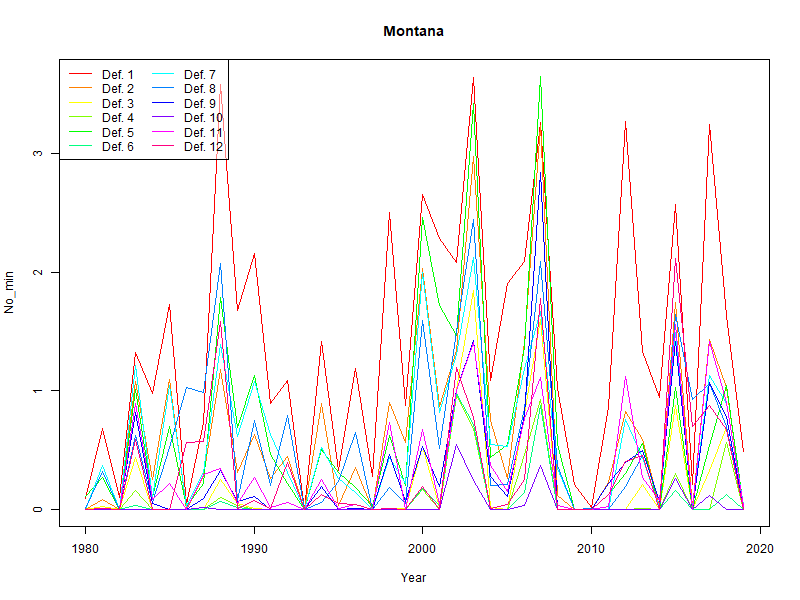 Montana
Def. 1 Def. 7
Def. 2 Def. 8
Def. 3 Def. 9
Def. 4 Def. 10
Def. 5 Def. 11
Def. 6 Def. 12
3
2
1
0
No_min
1980 1990 2000 2010 2020
Year